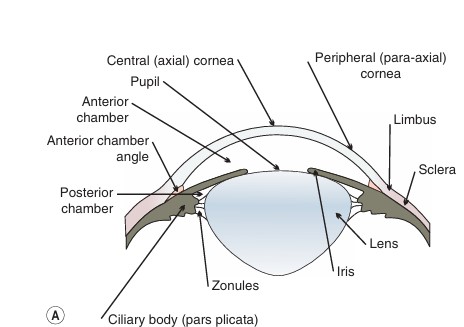 Central (axial) cornea
Peripheral (para-axial)
cornea
Pupil
Anterior
chamber
Limbus
Anterior chamber
angle
Sclera
Posterior
chamber
Lens
Iris
Zonules
A
Ciliary body (pars plicata)